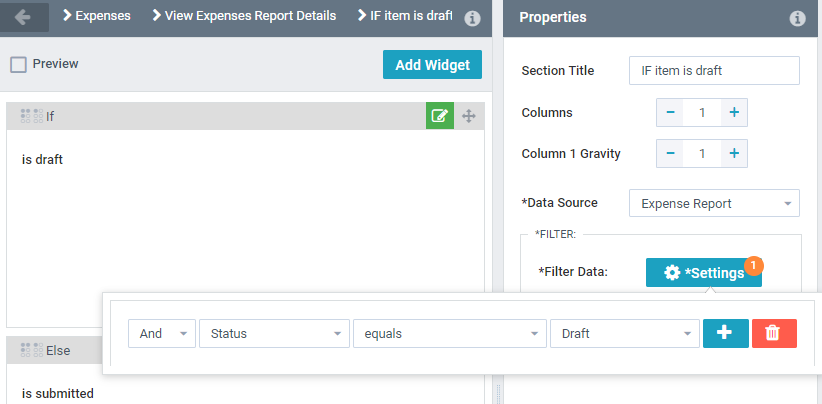 Expenses View Expenses Report Details IF item is draft
Preview
Add Widget
If
is draft
Else
is submitted
Properties
Section Title IF item is draft
Columns 1
Column 1 Gravity 1
*Data Source Expense Report
*FILTER:
*Filter Data: *Settings 1
And Status equals Draft